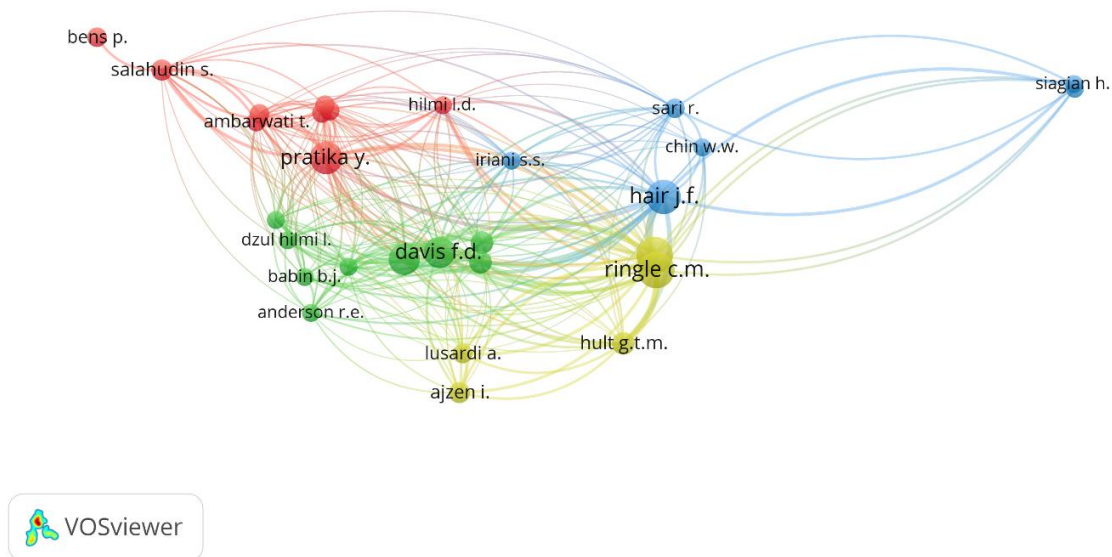 bens p.
salahudin s.
siagian h.
hilmi l.d.
sari r.
ambarwati t.
chin w.w.
pratika y.
iriani s.s.
hair j.f.
dzul hilmi l.
davis f.d.
babin b.j.
ringle c.m.
anderson r.e.
hult g.t.m.
lusardi a.
ajzen i.
VOSviewer